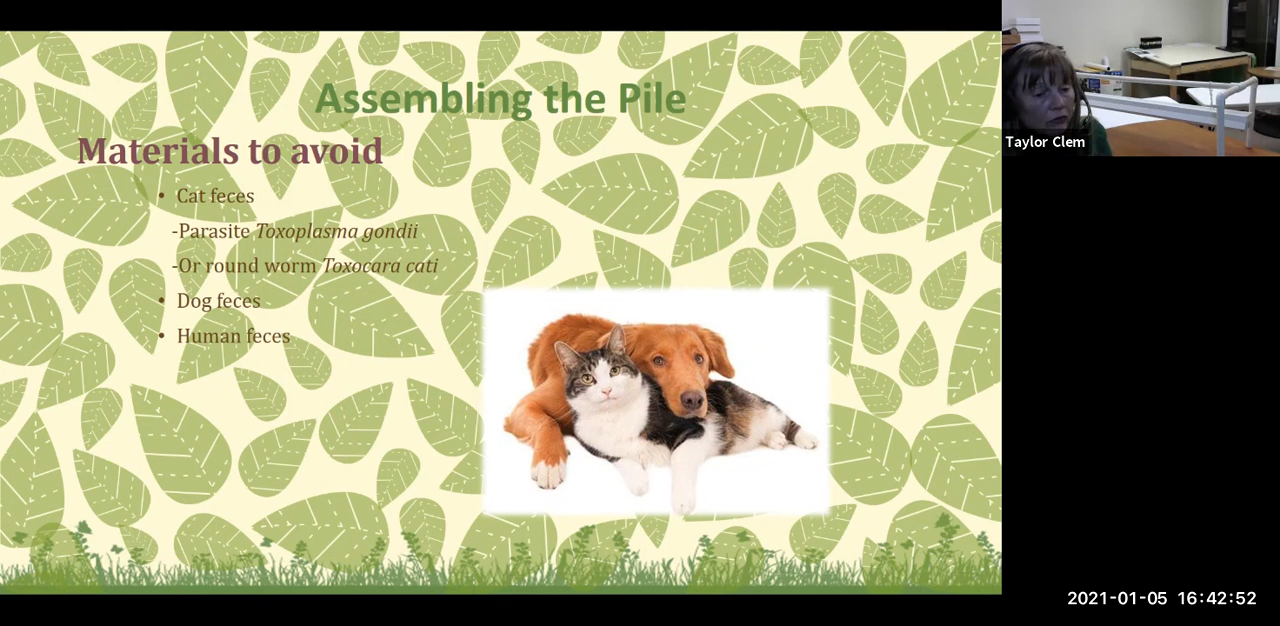 Assembling the Pile
Materials to avoid
• Cat feces
-Parasite Toxoplasma gondii
-Or round worm Toxocara cati
• Dog feces
• Human feces
Taylor Clem
2021-01-05 16:42:52